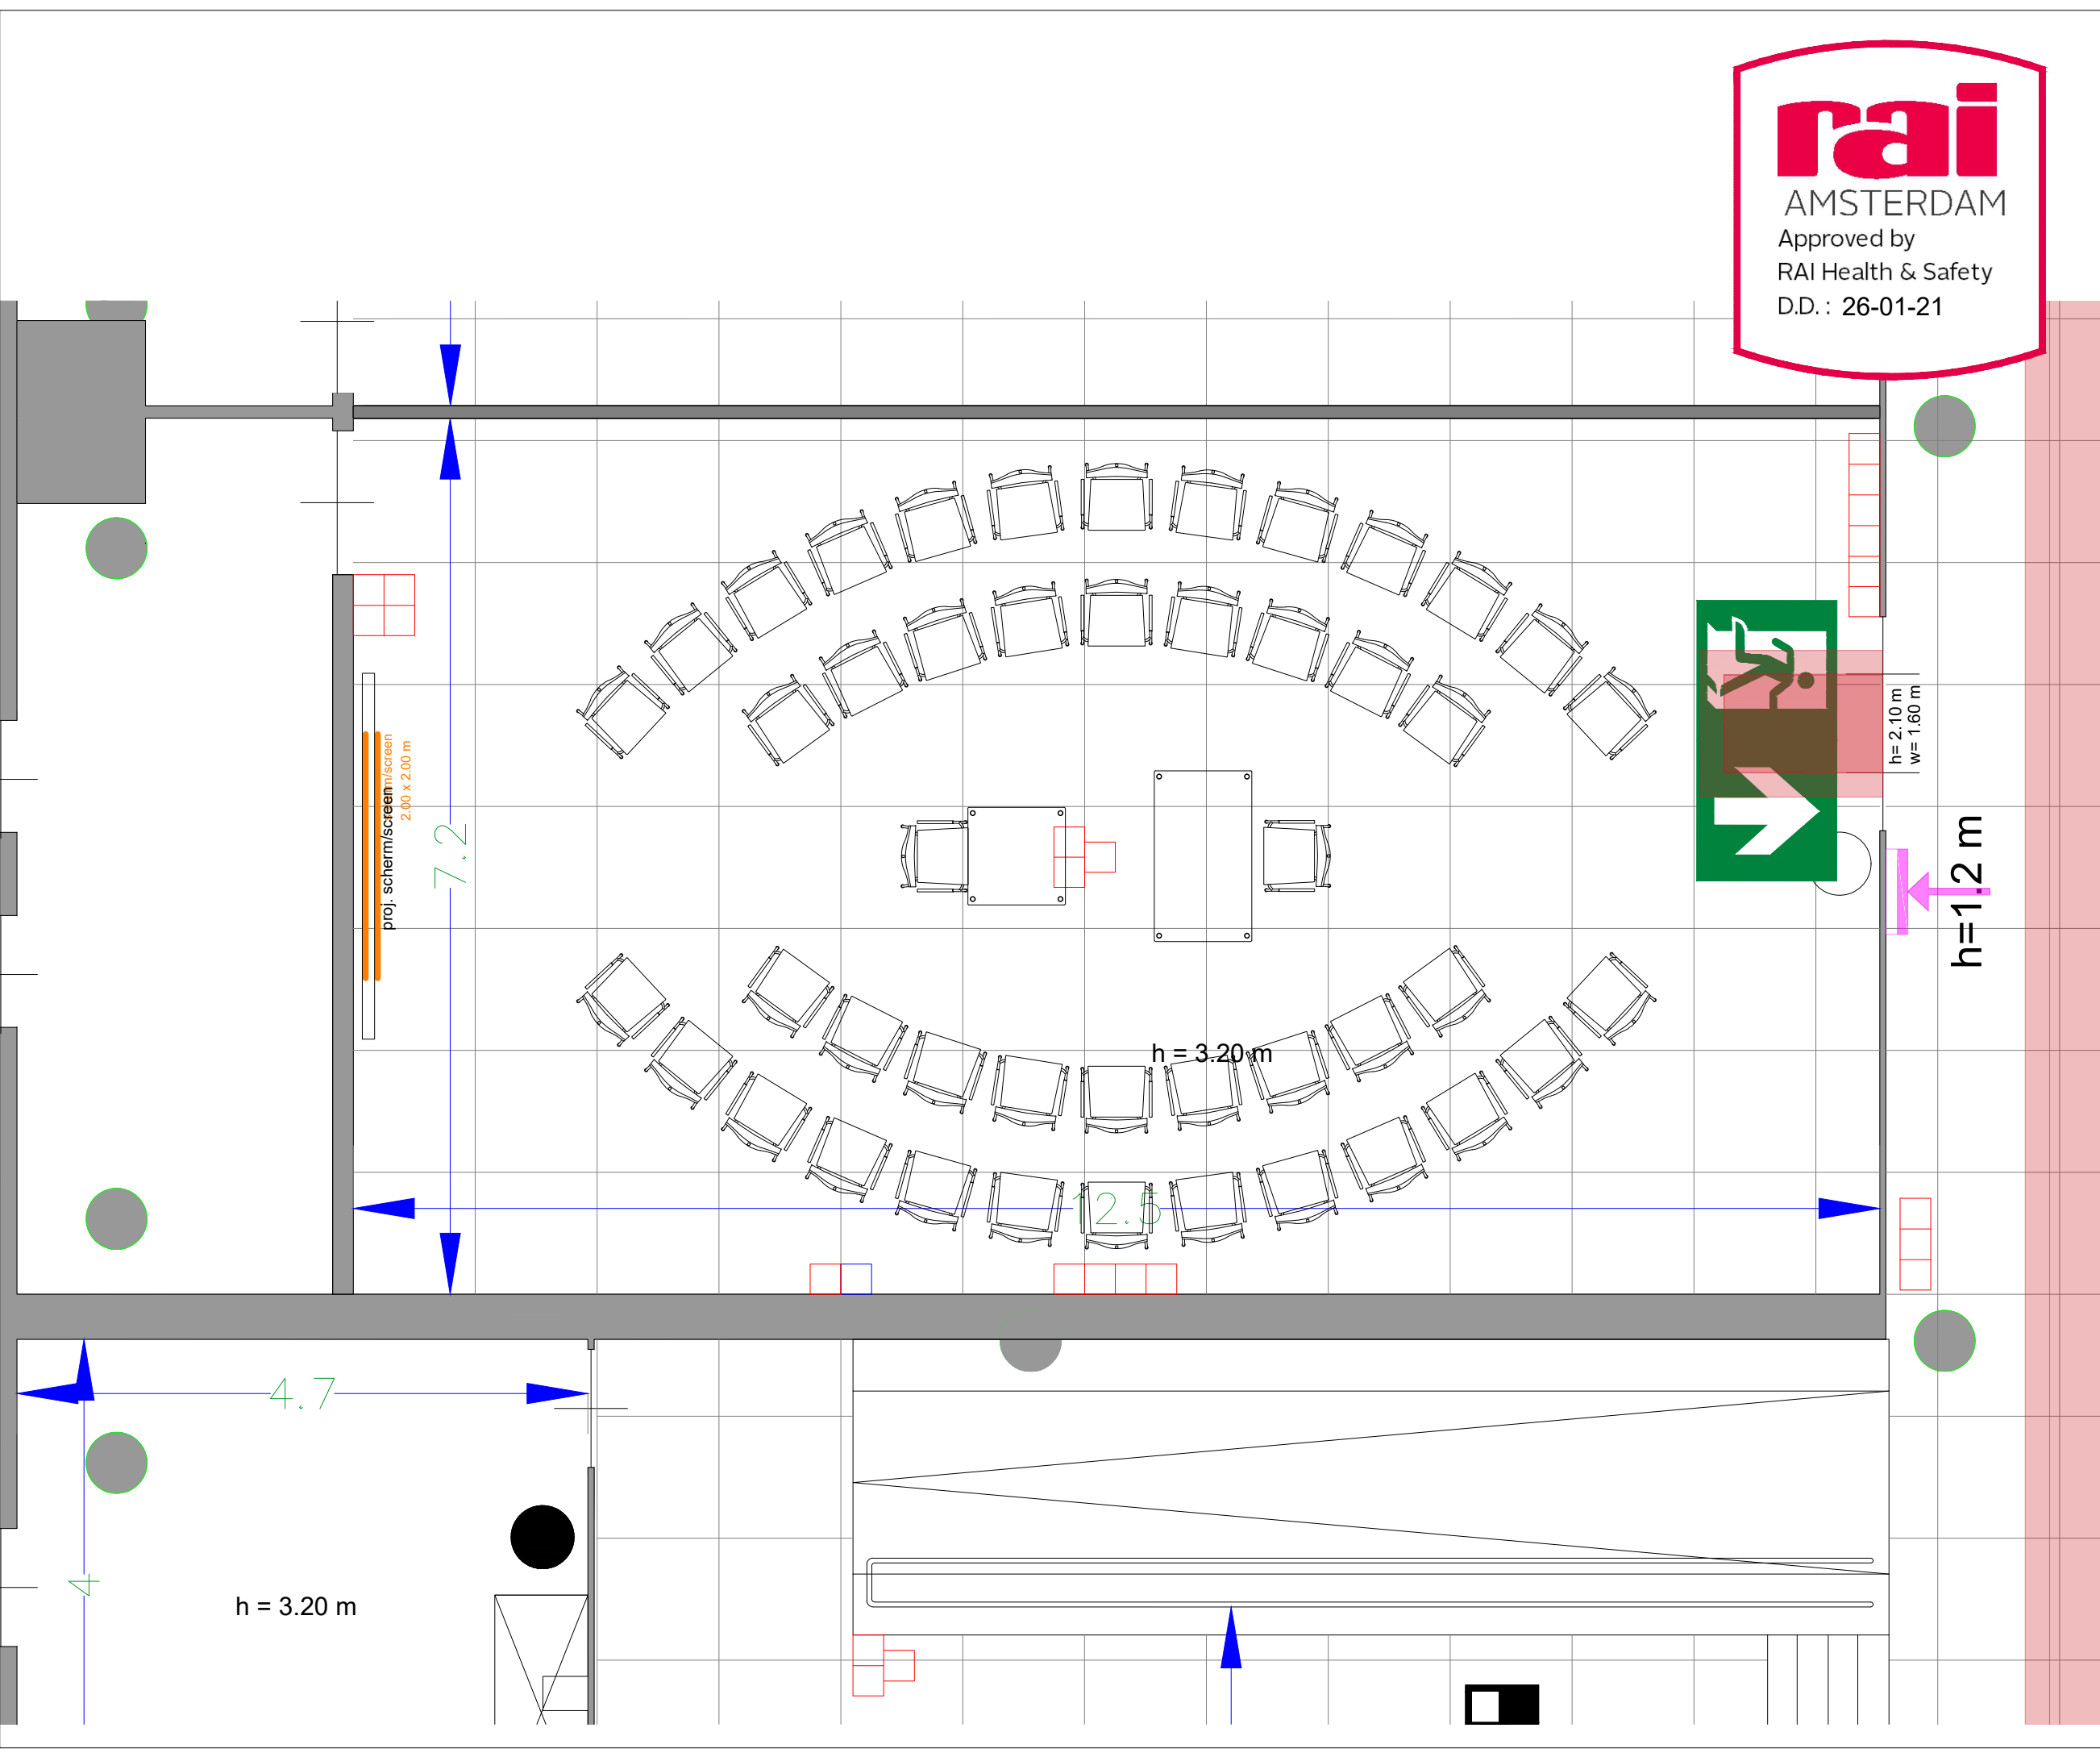 rai
AMSTERDAM
Approved by
RAI Health & Safety
D.D. : 26-01-21
h= 2.10 m
w= 1.60 m
h=1.2 m
proj. scherm/screen
m/screen
2.00 x 2.00 m
7.2
h = 3.20 m
12.5
4.7
4
h = 3.20 m